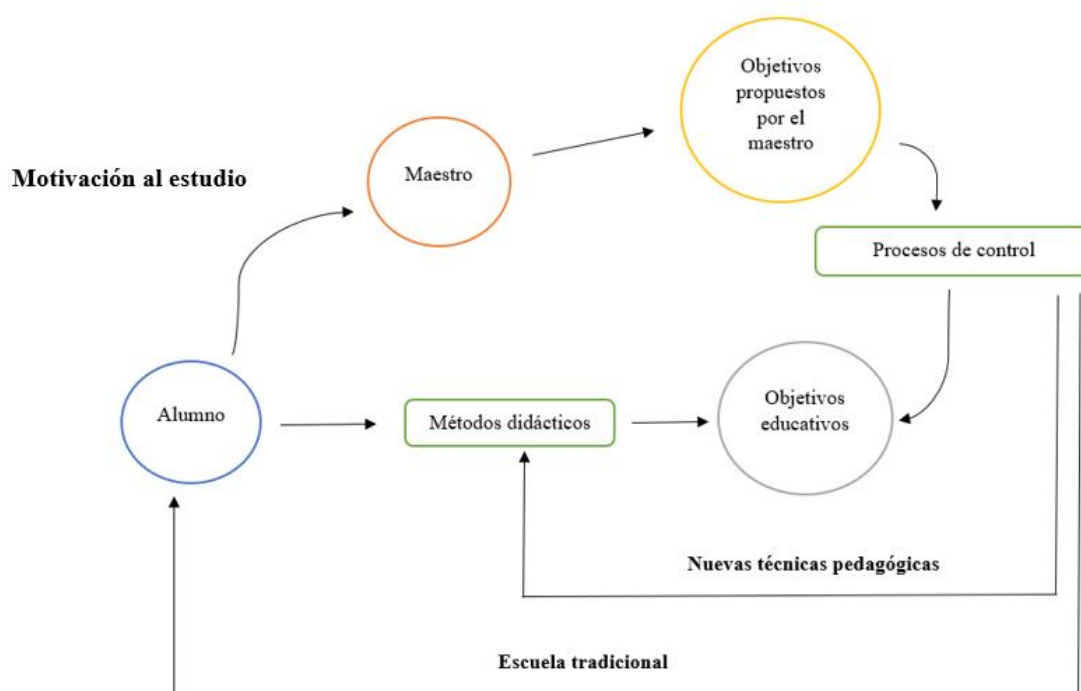 Objetivos
propuestos
por el
maestro
Maestro
Motivación al estudio
Procesos de control
Alumno
Métodos didácticos
Objetivos
educativos
Nuevas técnicas pedagógicas
Escuela tradicional